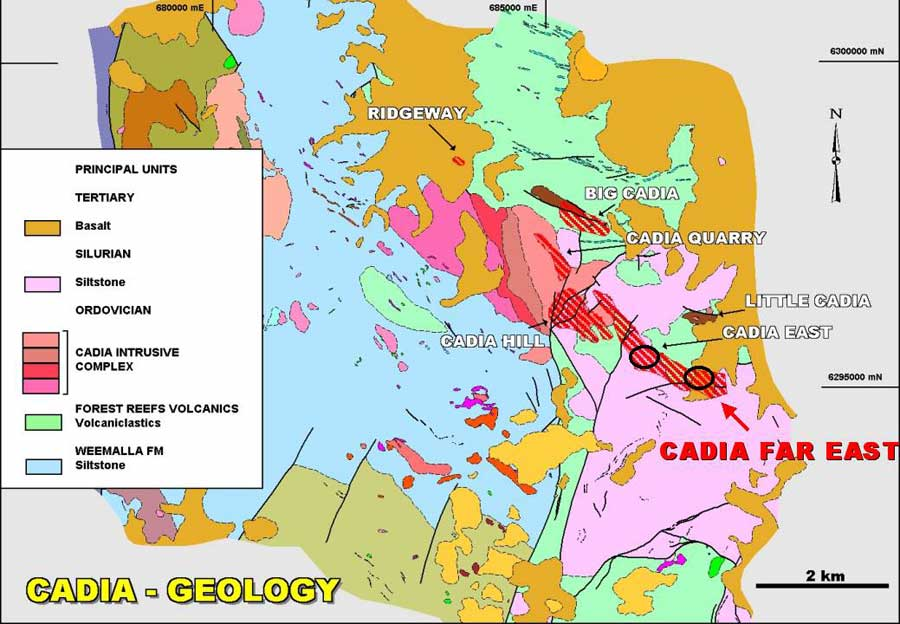 680000 mE
685000 mE
6300000 mN
RIDGEWAY
N
PRINCIPAL UNITS
TERTIARY
Basalt
SILURIAN
Siltstone
ORDOVICIAN
CADIA INTRUSIVE
COMPLEX
FOREST REEFS VOLCANICS
Volcaniclastics
WEEMALLA FM
Siltstone
BIG CADIA
CADIA QUARRY
LITTLE CADIA
CADIA EAST
CADIA HILL
6295000 mN
CADIA FAR EAST
CADIA - GEOLOGY
2 km